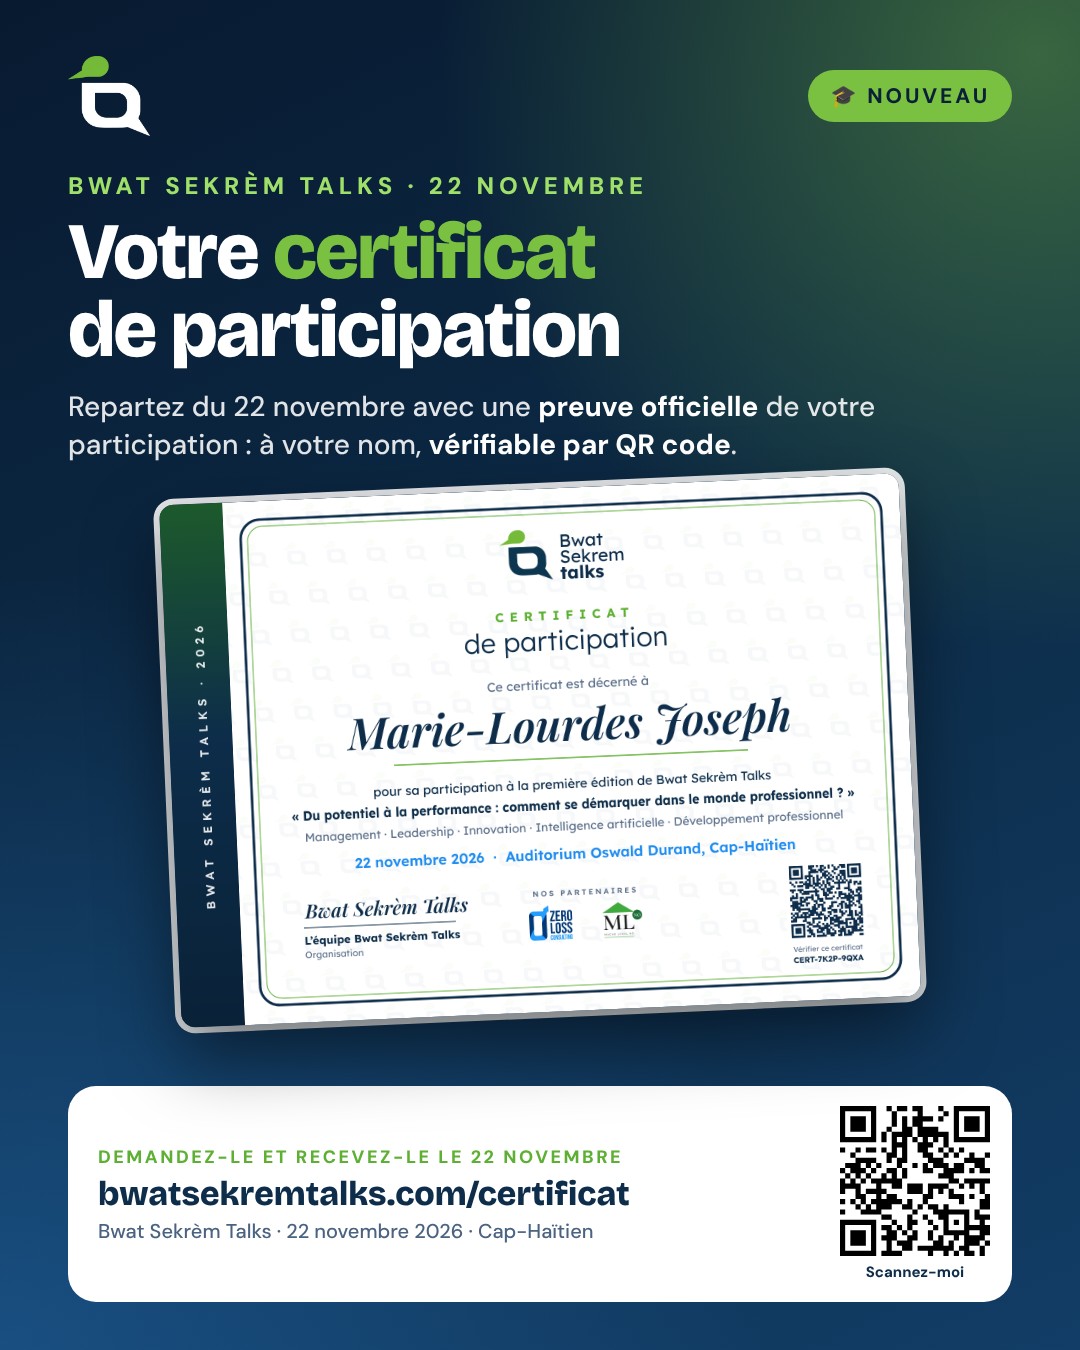 🎓 NOUVEAU
BWAT SEKRÈM TALKS · 22 NOVEMBRE
Votre certificat
de participation
Repartez du 22 novembre avec une preuve officielle de votre
participation : à votre nom, vérifiable par QR code.
BWAT SEKRÈM TALKS · 2026
Bwat
Sekrem
talks
CERTIFICAT
de participation
Ce certificat est décerné à
Marie-Lourdes Joseph
pour sa participation à la première édition de Bwat Sekrèm Talks
« Du potentiel à la performance : comment se démarquer dans le monde professionnel ? »
Management · Leadership · Innovation · Intelligence artificielle · Développement professionnel
22 novembre 2026 · Auditorium Oswald Durand, Cap-Haïtien
Bwat Sekrèm Talks
L'équipe Bwat Sekrèm Talks
Organisation
NOS PARTENAIRES
ZERO
LOSS
CONSULTING
ML
Vérifier ce certificat
CERT-7K2P-9QXA
DEMANDEZ-LE ET RECEVEZ-LE LE 22 NOVEMBRE
bwatsekremtalks.com/certificat
Bwat Sekrèm Talks · 22 novembre 2026 · Cap-Haïtien
Scannez-moi